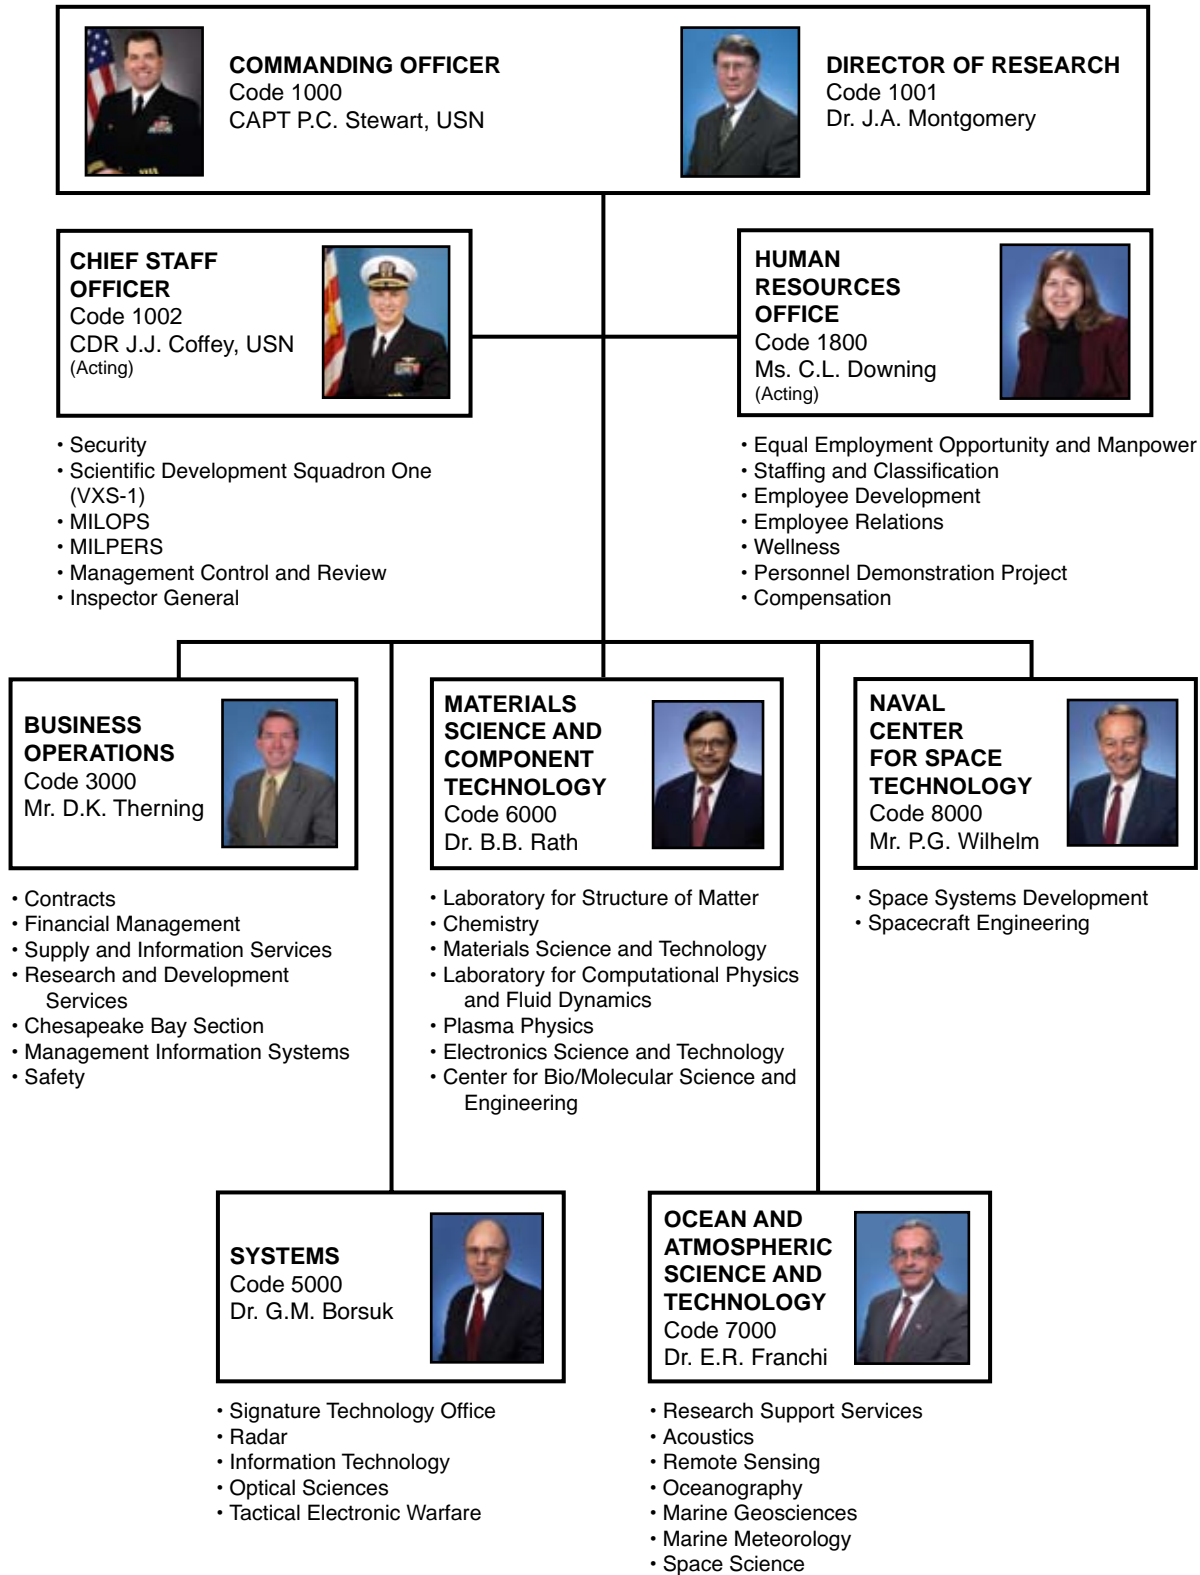 COMMANDING OFFICER
Code 1000
CAPT P.C. Stewart, USN
DIRECTOR OF RESEARCH
Code 1001
Dr. J.A. Montgomery
CHIEF STAFF
OFFICER
Code 1002
CDR J.J. Coffey, USN
(Acting)
• Security
• Scientific Development Squadron One
(VXS-1)
• MILOPS
• MILPERS
• Management Control and Review
• Inspector General
HUMAN
RESOURCES
OFFICE
Code 1800
Ms. C.L. Downing
(Acting)
• Equal Employment Opportunity and Manpower
• Staffing and Classification
• Employee Development
• Employee Relations
• Wellness
• Personnel Demonstration Project
• Compensation
BUSINESS
OPERATIONS
Code 3000
Mr. D.K. Therning
• Contracts
• Financial Management
• Supply and Information Services
• Research and Development
Services
• Chesapeake Bay Section
• Management Information Systems
• Safety
MATERIALS
SCIENCE AND
COMPONENT
TECHNOLOGY
Code 6000
Dr. B.B. Rath
• Laboratory for Structure of Matter
• Chemistry
• Materials Science and Technology
• Laboratory for Computational Physics
and Fluid Dynamics
• Plasma Physics
• Electronics Science and Technology
• Center for Bio/Molecular Science and
Engineering
NAVAL
CENTER
FOR SPACE
TECHNOLOGY
Code 8000
Mr. P.G. Wilhelm
• Space Systems Development
• Spacecraft Engineering
SYSTEMS
Code 5000
Dr. G.M. Borsuk
• Signature Technology Office
• Radar
• Information Technology
• Optical Sciences
• Tactical Electronic Warfare
OCEAN AND
ATMOSPHERIC
SCIENCE AND
TECHNOLOGY
Code 7000
Dr. E.R. Franchi
• Research Support Services
• Acoustics
• Remote Sensing
• Oceanography
• Marine Geosciences
• Marine Meteorology
• Space Science